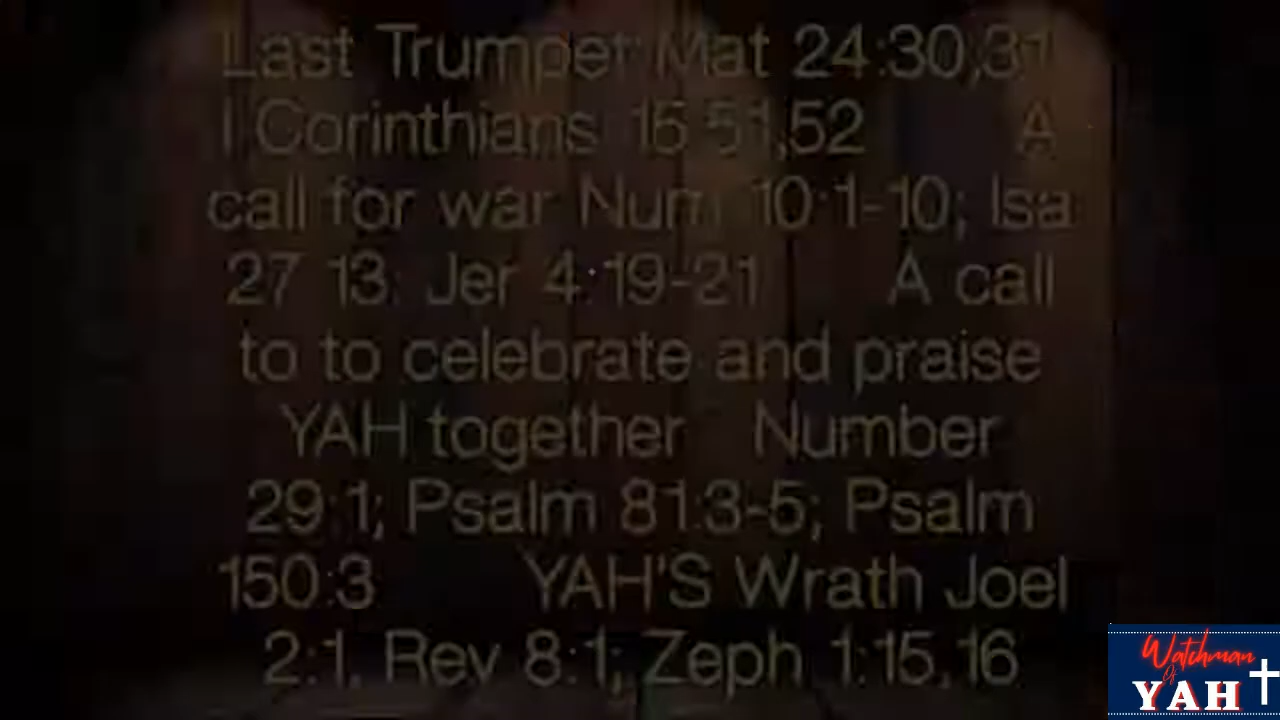 Last Trumpet Mat 24:30,31
I Corinthians 15:51,52 A
call for war Num 10:1-10; Isa
27 13: Jer 4:19-21 A call
to to celebrate and praise
YAH together Number
29:1; Psalm 81:3-5; Psalm
150:3 YAH'S Wrath Joel
2:1, Rev 8:1; Zeph 1:15,16
Watchman
Of
YAH